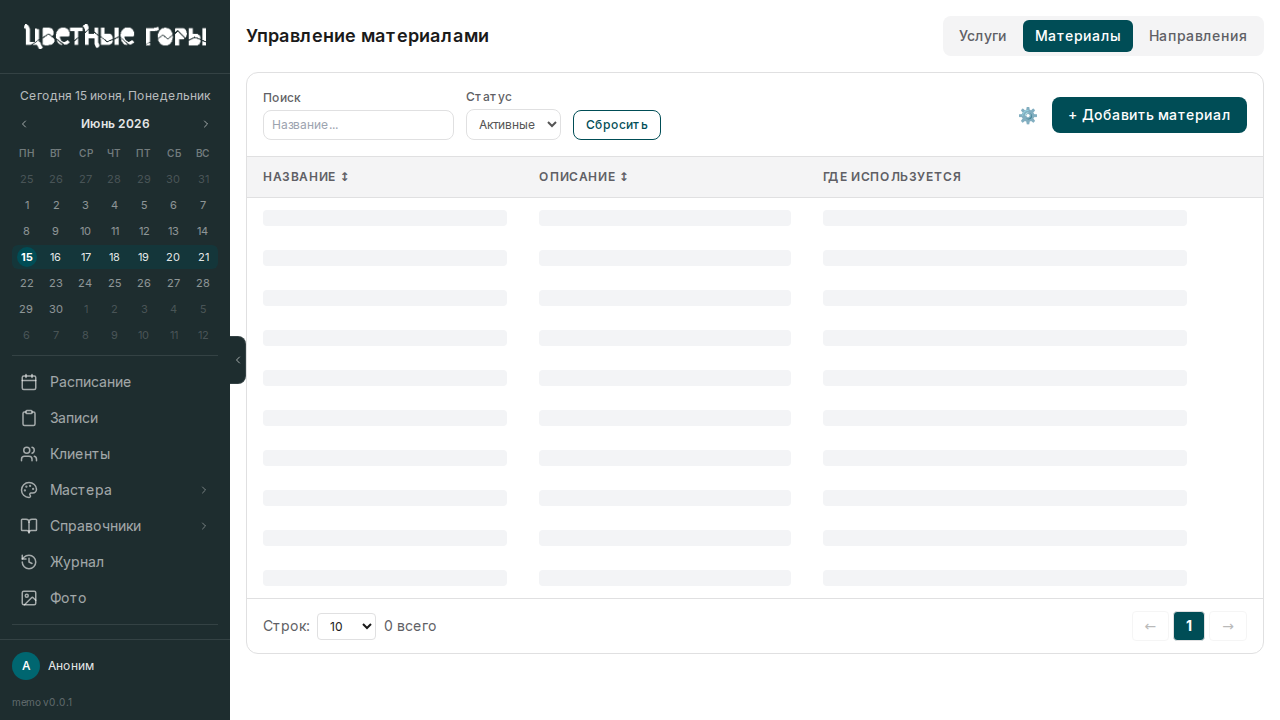 Цветные горы
Сегодня 15 июня, Понедельник
‹ Июнь 2026 ›
ПН ВТ СР ЧТ ПТ СБ ВС
25 26 27 28 29 30 31
1 2 3 4 5 6 7
8 9 10 11 12 13 14
15 16 17 18 19 20 21
22 23 24 25 26 27 28
29 30 1 2 3 4 5
6 7 8 9 10 11 12
Расписание
Записи
Клиенты
Мастера
Справочники
Журнал
Фото
А Аноним
memo v0.0.1
Управление материалами
Услуги Материалы Направления
Поиск
Название...
Статус
Активные
Сбросить
+ Добавить материал
НАЗВАНИЕ ↕ ОПИСАНИЕ ↕ ГДЕ ИСПОЛЬЗУЕТСЯ
Строк: 10 0 всего
← 1 →